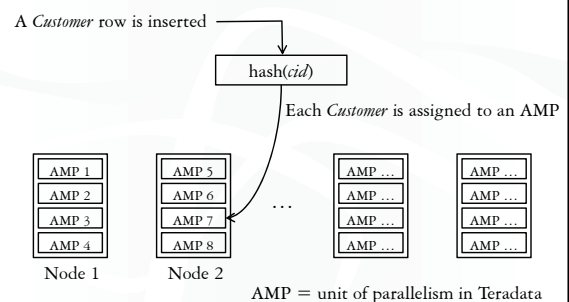 A Customer row is inserted
hash(cid)
Each Customer is assigned to an AMP
AMP 1
AMP 2
AMP 3
AMP 4
Node 1
AMP 5
AMP 6
AMP 7
AMP 8
Node 2
…
AMP …
AMP …
AMP …
AMP …
AMP …
AMP …
AMP …
AMP …
AMP = unit of parallelism in Teradata